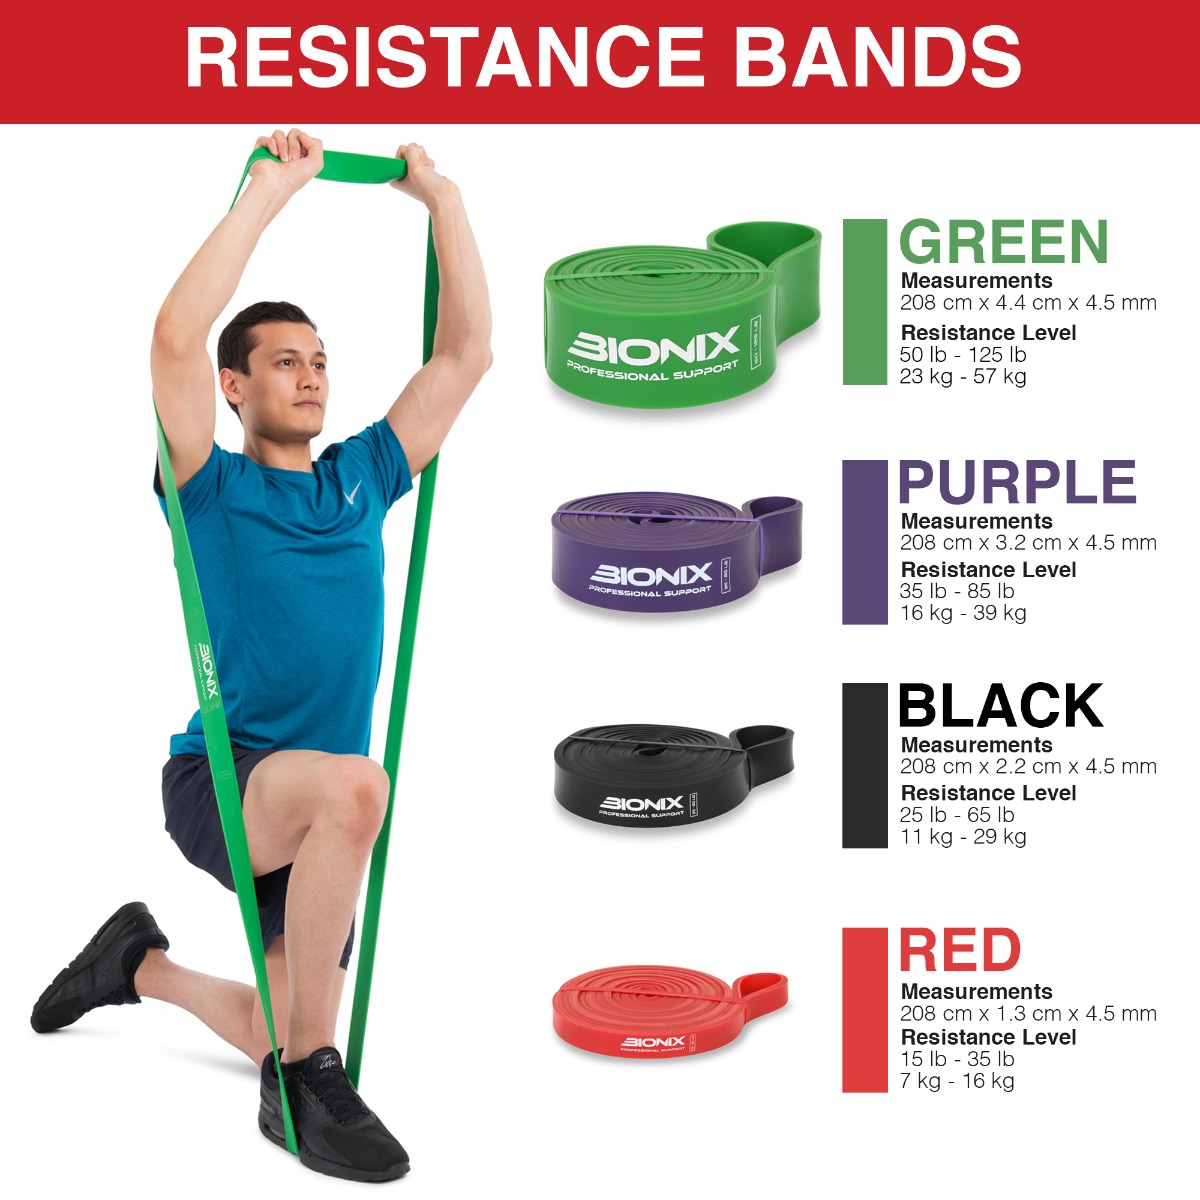 RESISTANCE BANDS
GREEN
Measurements
208 cm x 4.4 cm x 4.5 mm
Resistance Level
50 lb - 125 lb
23 kg - 57 kg
BIONIX
PROFESSIONAL SUPPORT
PURPLE
Measurements
208 cm x 3.2 cm x 4.5 mm
Resistance Level
35 lb - 85 lb
16 kg - 39 kg
BIONIX
PROFESSIONAL SUPPORT
BLACK
Measurements
208 cm x 2.2 cm x 4.5 mm
Resistance Level
25 lb - 65 lb
11 kg - 29 kg
BIONIX
PROFESSIONAL SUPPORT
RED
Measurements
208 cm x 1.3 cm x 4.5 mm
Resistance Level
15 lb - 35 lb
7 kg - 16 kg
BIONIX
PROFESSIONAL SUPPORT
BIONIX
PROFESSIONAL SUPPORT